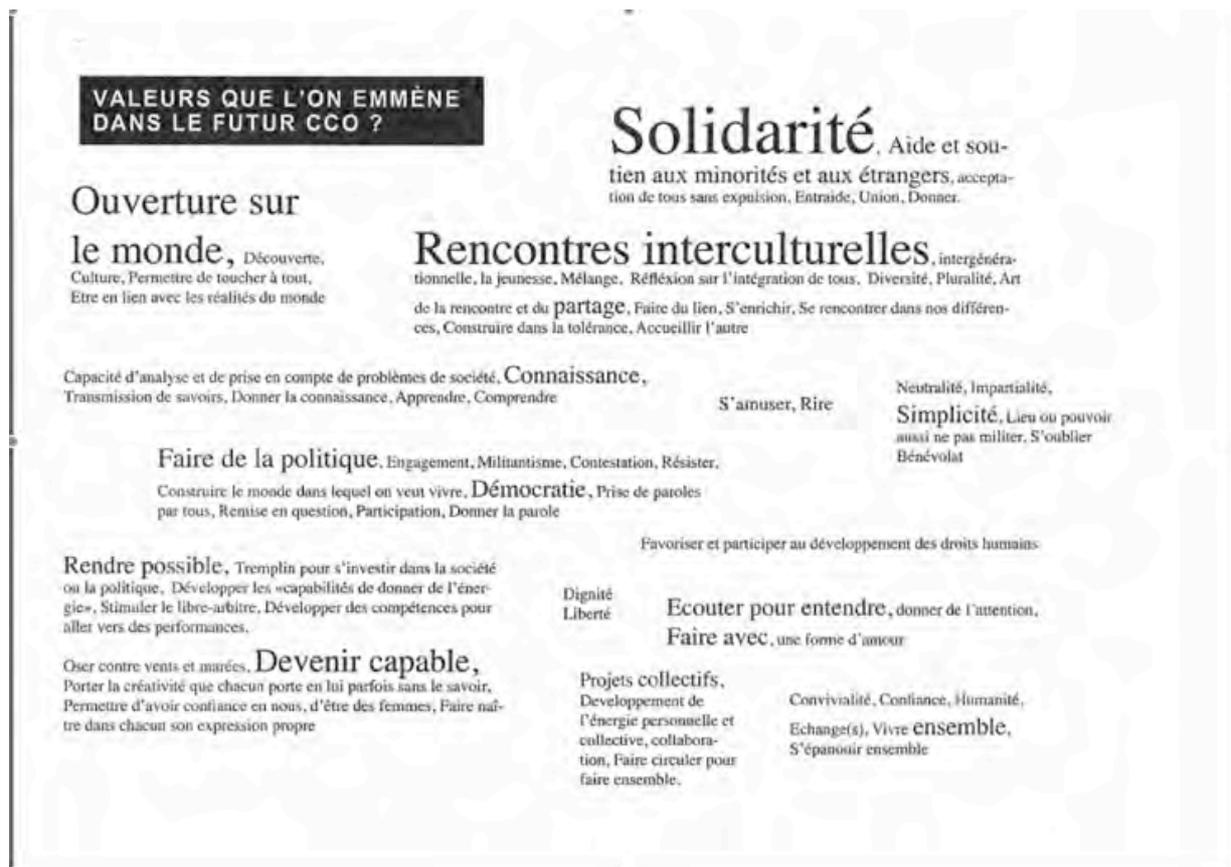 VALEURS QUE L'ON EMMÈNE
DANS LE FUTUR CCO ?
Solidarité, Aide et sou-
tien aux minorités et aux étrangers, accepta-
tion de tous sans expulsion, Entraide, Union, Donner.
Ouverture sur
le monde, Découverte,
Culture, Permettre de toucher à tout,
Etre en lien avec les réalités du monde
Rencontres interculturelles, intergénéra-
tionnelle, la jeunesse, Mélange, Réfléxion sur l'intégration de tous, Diversité, Pluralité, Art
de la rencontre et du partage, Faire du lien, S'enrichir, Se rencontrer dans nos différen-
ces, Construire dans la tolérance, Accueillir l'autre
Capacité d'analyse et de prise en compte de problèmes de société, Connaissance,
Transmission de savoirs, Donner la connaissance, Apprendre, Comprendre
S'amuser, Rire
Neutralité, Impartialité,
Simplicité, Lieu ou pouvoir
aussi ne pas militer, S'oublier
Bénévolat
Faire de la politique, Engagement, Militantisme, Contestation, Résister,
Construire le monde dans lequel on veut vivre, Démocratie, Prise de paroles
par tous, Remise en question, Participation, Donner la parole
Favoriser et participer au développement des droits humains
Rendre possible, Tremplin pour s'investir dans la société
ou la politique, Développer les «capabilités de donner de l'éner-
gie», Stimuler le libre-arbitre, Développer des compétences pour
aller vers des performances,
Dignité
Liberté
Ecouter pour entendre, donner de l'attention,
Faire avec, une forme d'amour
Oser contre vents et marées, Devenir capable,
Porter la créativité que chacun porte en lui parfois sans le savoir,
Permettre d'avoir confiance en nous, d'être des femmes, Faire naî-
tre dans chacun son expression propre
Projets collectifs,
Developpement de
l'énergie personnelle et
collective, collabora-
tion, Faire circuler pour
faire ensemble,
Convivialité, Confiance, Humanité,
Echange(s), Vivre ensemble,
S'épanouir ensemble